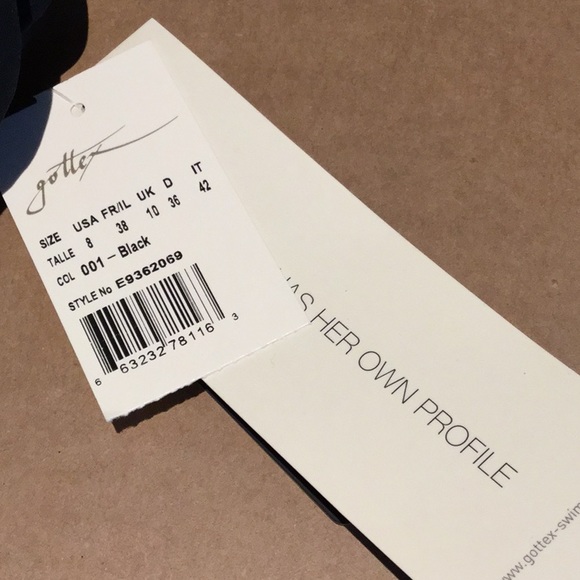 gottex
SIZE USA FR/IL UK D IT
TALLE 8 38 10 36 42
COL 001 – Black
STYLE No E9362069
6 63232 78116 3
HAS HER OWN PROFILE
www.gottex-swim